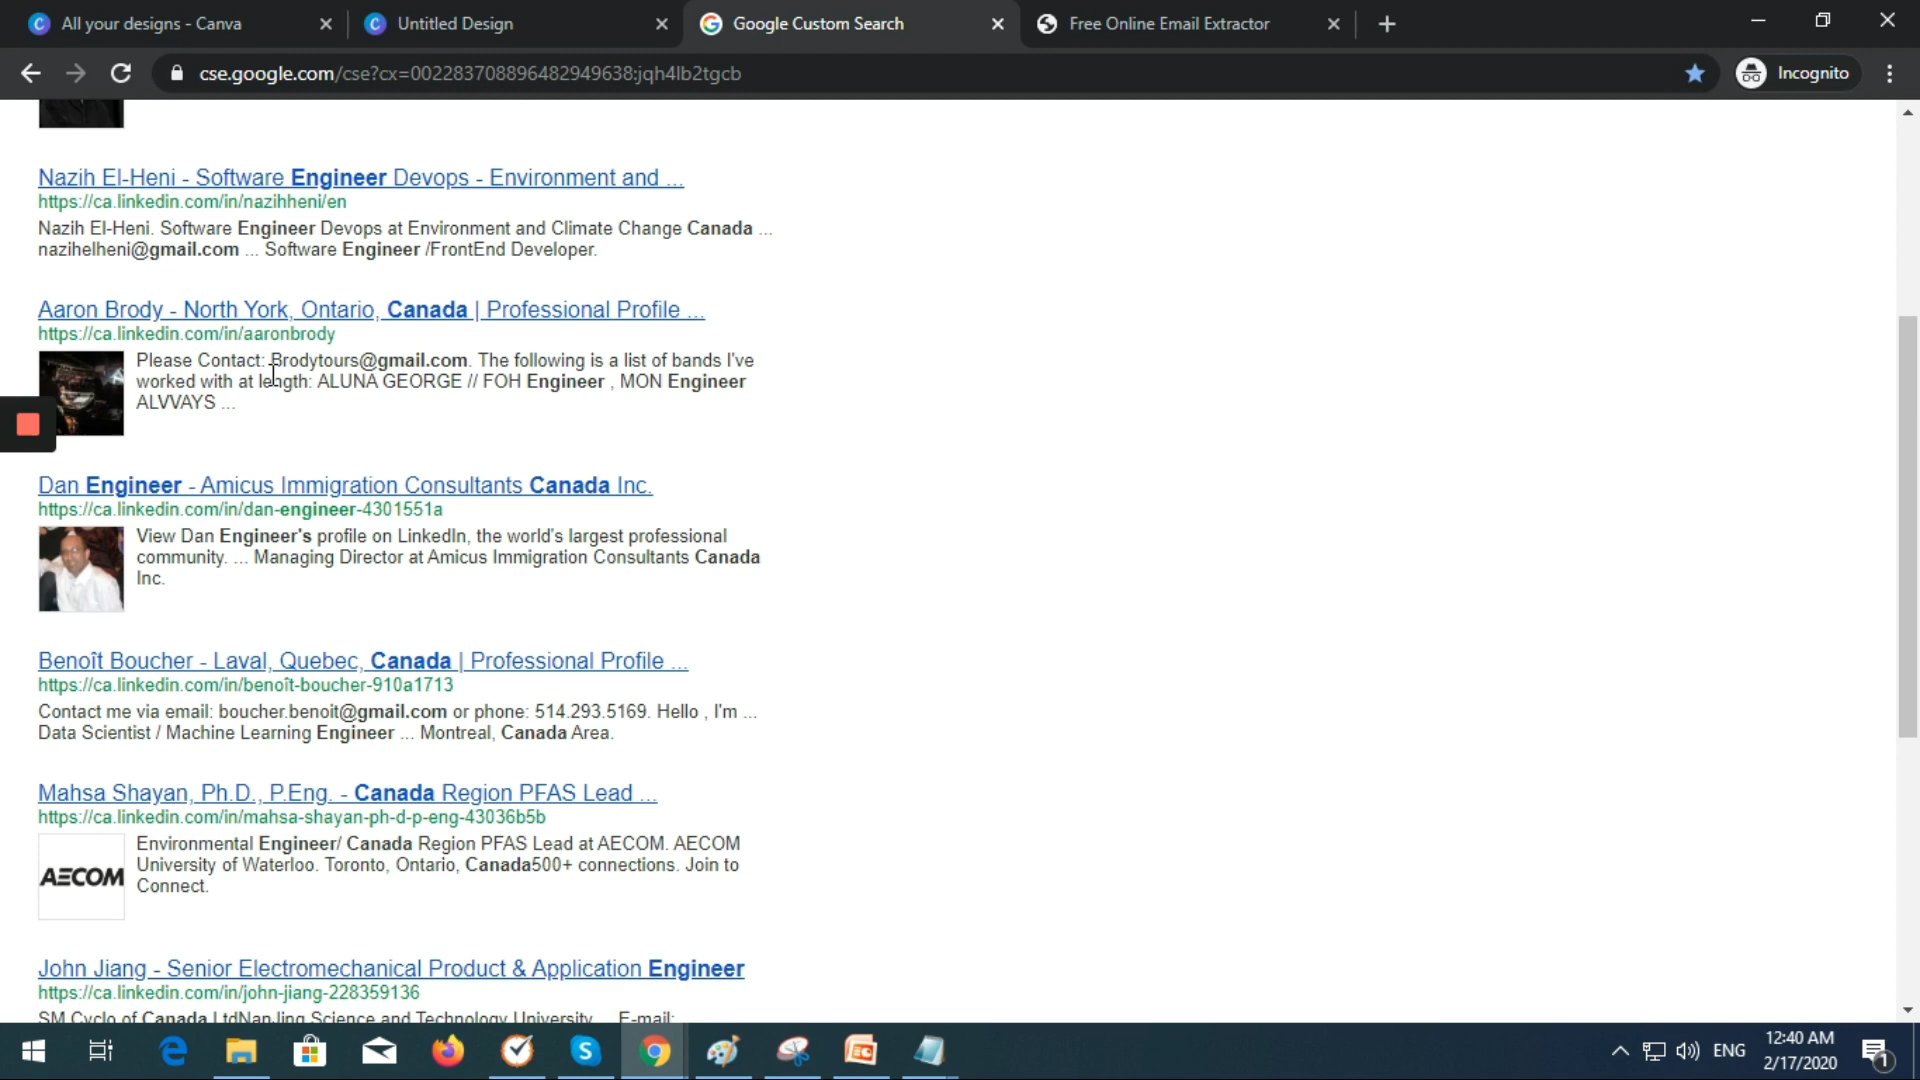 All your designs - Canva
Untitled Design
Google Custom Search
Free Online Email Extractor
cse.google.com/cse?cx=002283708896482949638:jqh4lb2tgcb
Incognito
Nazih El-Heni - Software Engineer Devops - Environment and ...
https://ca.linkedin.com/in/nazihheni/en
Nazih El-Heni. Software Engineer Devops at Environment and Climate Change Canada ...
nazihelheni@gmail.com ... Software Engineer /FrontEnd Developer.
Aaron Brody - North York, Ontario, Canada | Professional Profile ...
https://ca.linkedin.com/in/aaronbrody
Please Contact: Brodytours@gmail.com. The following is a list of bands I've
worked with at length: ALUNA GEORGE // FOH Engineer , MON Engineer
ALVVAYS ...
Dan Engineer - Amicus Immigration Consultants Canada Inc.
https://ca.linkedin.com/in/dan-engineer-4301551a
View Dan Engineer's profile on LinkedIn, the world's largest professional
community. ... Managing Director at Amicus Immigration Consultants Canada
Inc.
Benoît Boucher - Laval, Quebec, Canada | Professional Profile ...
https://ca.linkedin.com/in/benoît-boucher-910a1713
Contact me via email: boucher.benoit@gmail.com or phone: 514.293.5169. Hello , I'm ...
Data Scientist / Machine Learning Engineer ... Montreal, Canada Area.
Mahsa Shayan, Ph.D., P.Eng. - Canada Region PFAS Lead ...
https://ca.linkedin.com/in/mahsa-shayan-ph-d-p-eng-43036b5b
AECOM
Environmental Engineer/ Canada Region PFAS Lead at AECOM. AECOM
University of Waterloo. Toronto, Ontario, Canada500+ connections. Join to
Connect.
John Jiang - Senior Electromechanical Product & Application Engineer
https://ca.linkedin.com/in/john-jiang-228359136
SM Cyclo of Canada LtdNanJing Science and Technology University ... E-mail:
ENG
12:40 AM
2/17/2020
1